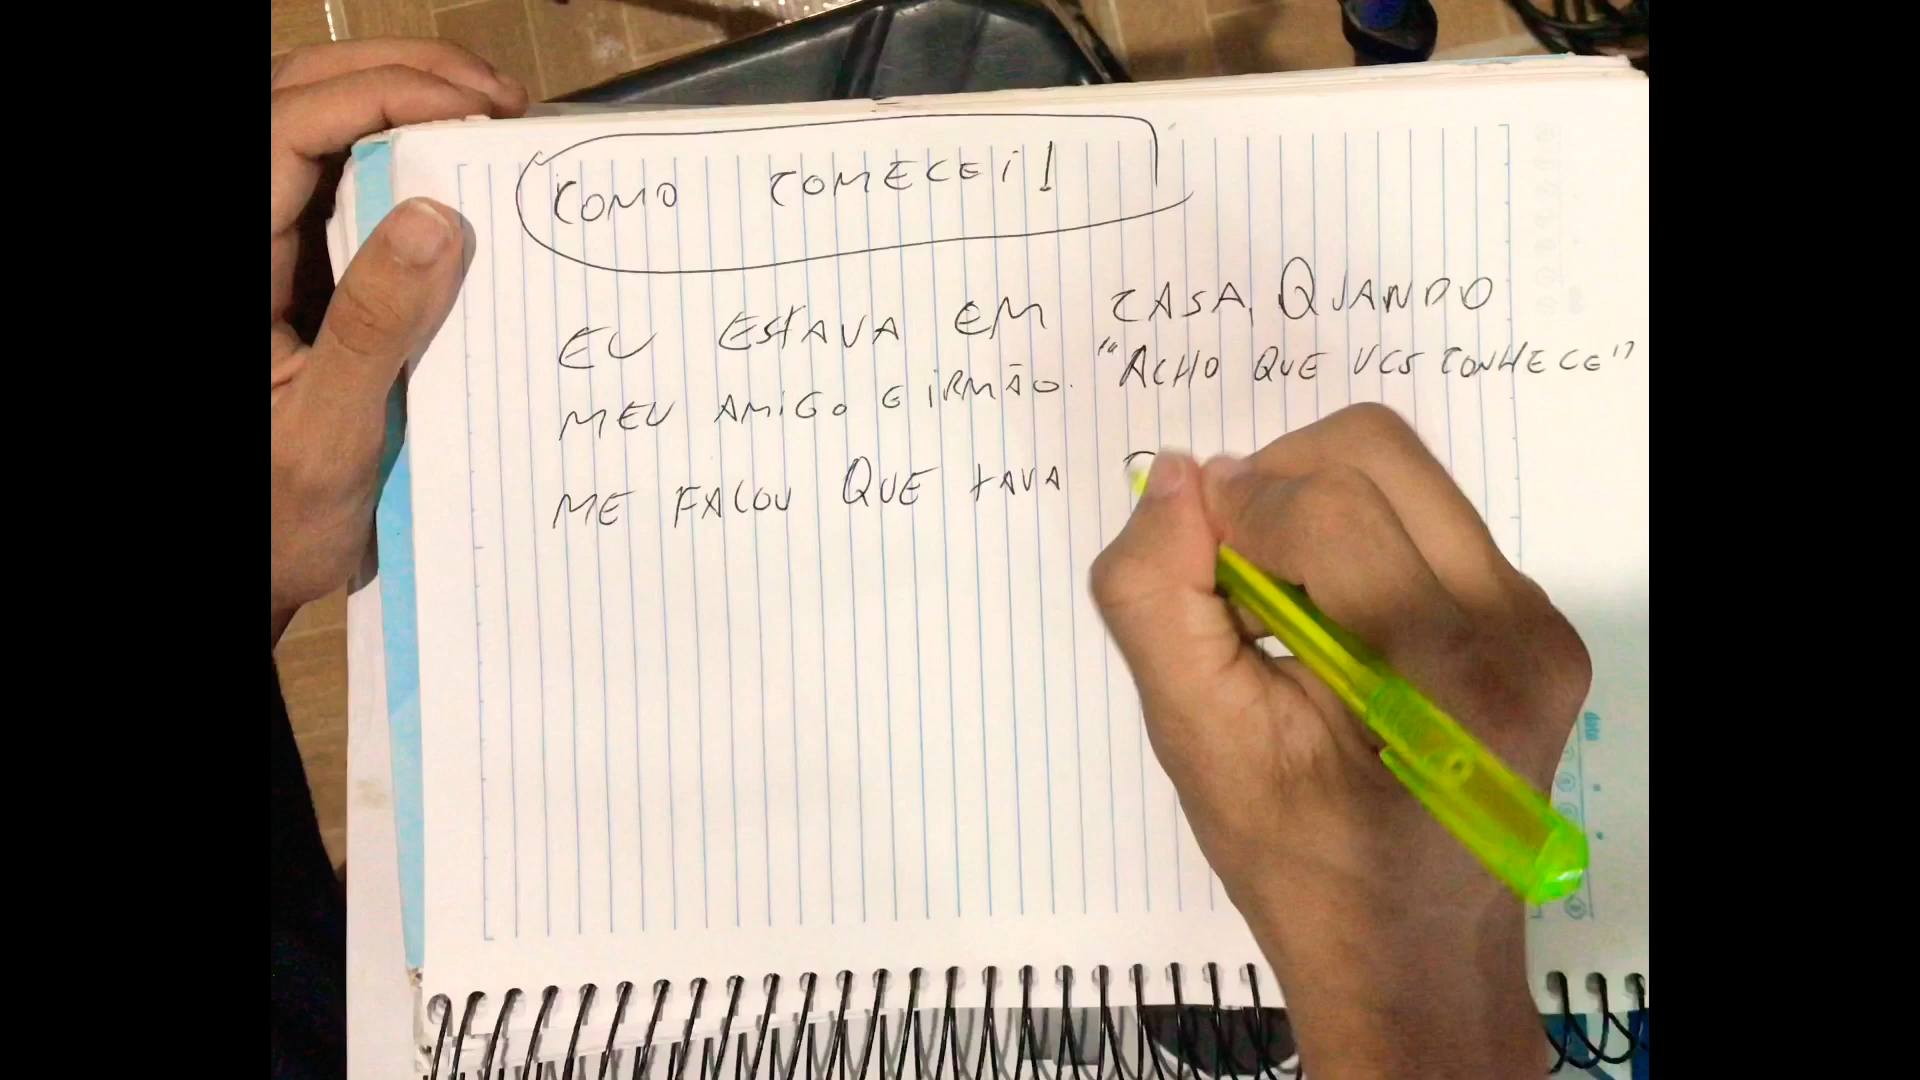 COMO COMECEI!
EU ESTAVA EM CASA, QUANDO
MEU AMIGO E IRMÃO. "ACHO QUE VCS CONHECE"
ME FALOU QUE TAVA